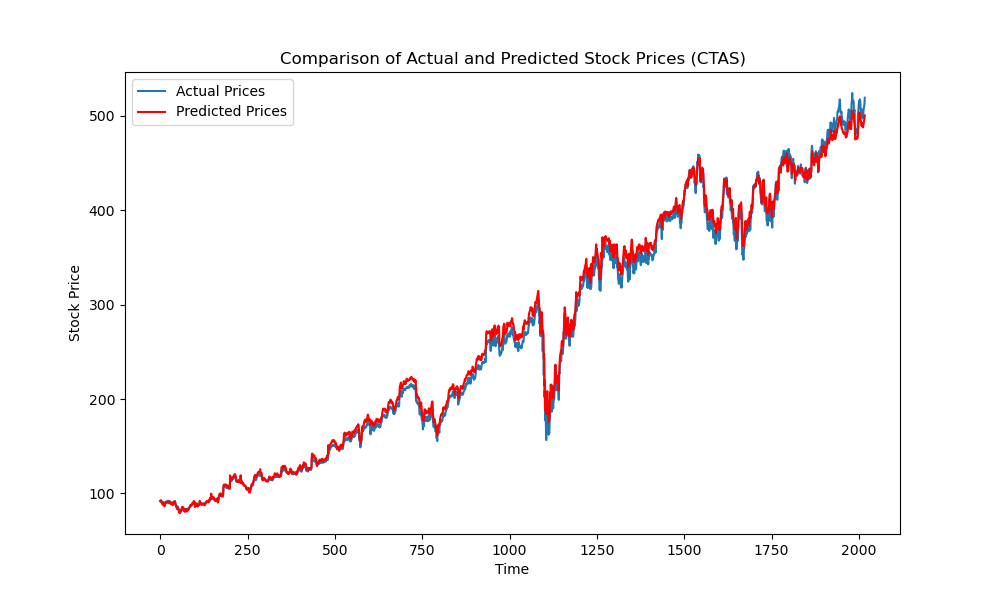 Comparison of Actual and Predicted Stock Prices (CTAS)
Actual Prices
Predicted Prices
Stock Price
500
400
300
200
100
0 250 500 750 1000 1250 1500 1750 2000
Time